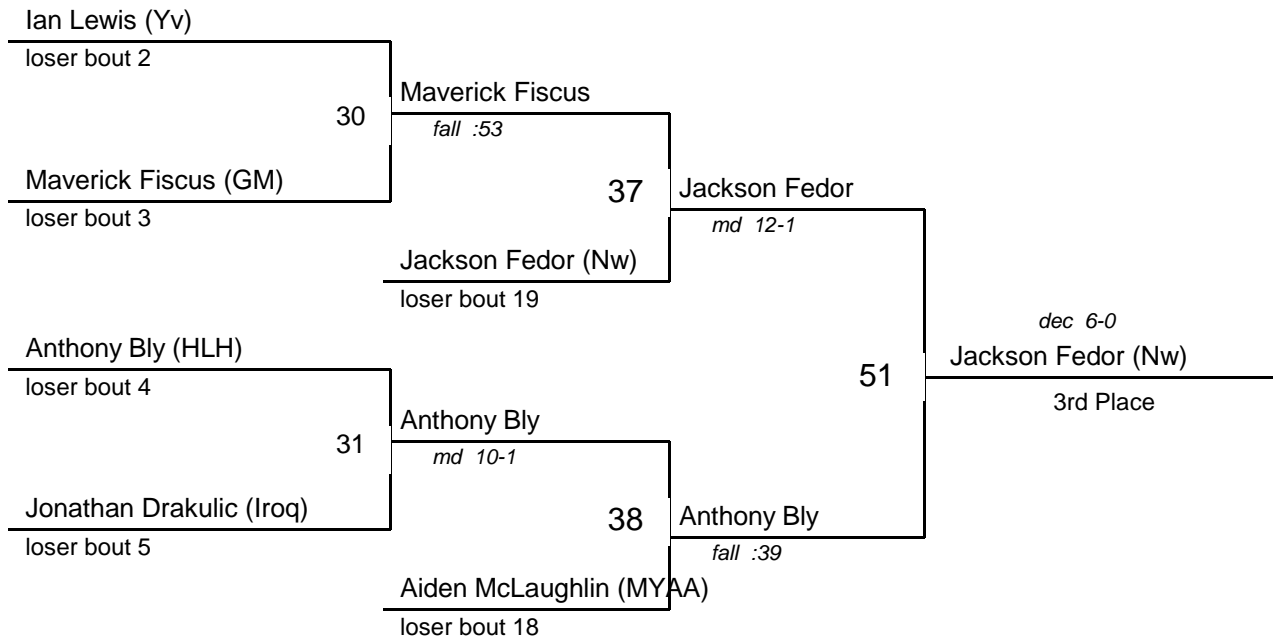 Ian Lewis (Yv)
loser bout 2
30
Maverick Fiscus
fall :53
Maverick Fiscus (GM)
loser bout 3
37
Jackson Fedor
md 12-1
Jackson Fedor (Nw)
loser bout 19
dec 6-0
Jackson Fedor (Nw)
3rd Place
51
Anthony Bly (HLH)
loser bout 4
31
Anthony Bly
md 10-1
Jonathan Drakulic (Iroq)
loser bout 5
38
Anthony Bly
fall :39
Aiden McLaughlin (MYAA)
loser bout 18